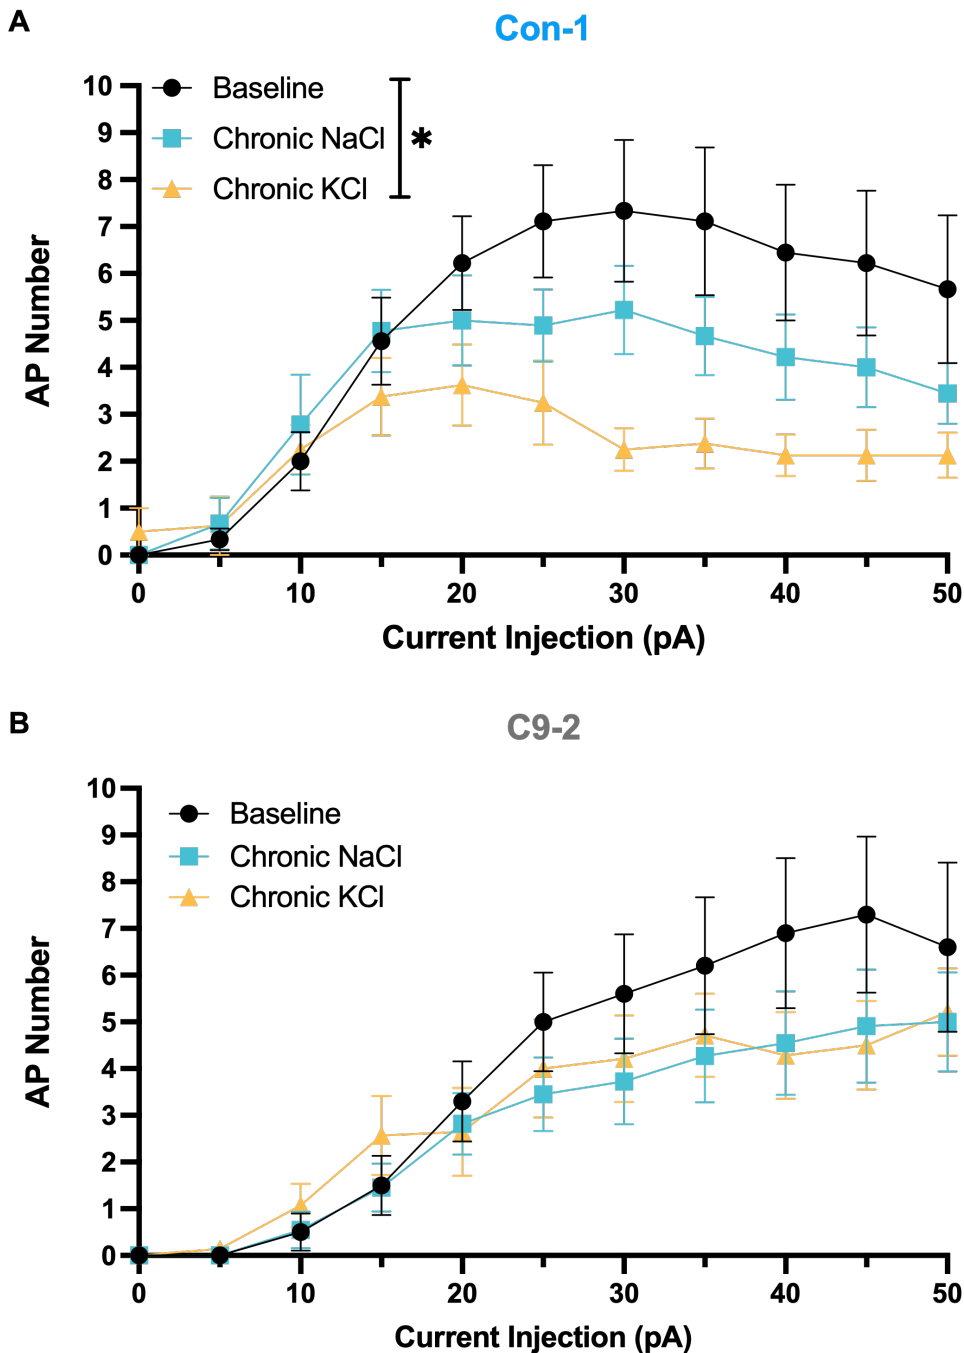 A
Con-1
Baseline
Chronic NaCl
Chronic KCl
*
10
9
8
7
6
5
4
3
2
1
0
AP Number
0 10 20 30 40 50
Current Injection (pA)
B
C9-2
Baseline
Chronic NaCl
Chronic KCl
10
9
8
7
6
5
4
3
2
1
0
AP Number
0 10 20 30 40 50
Current Injection (pA)